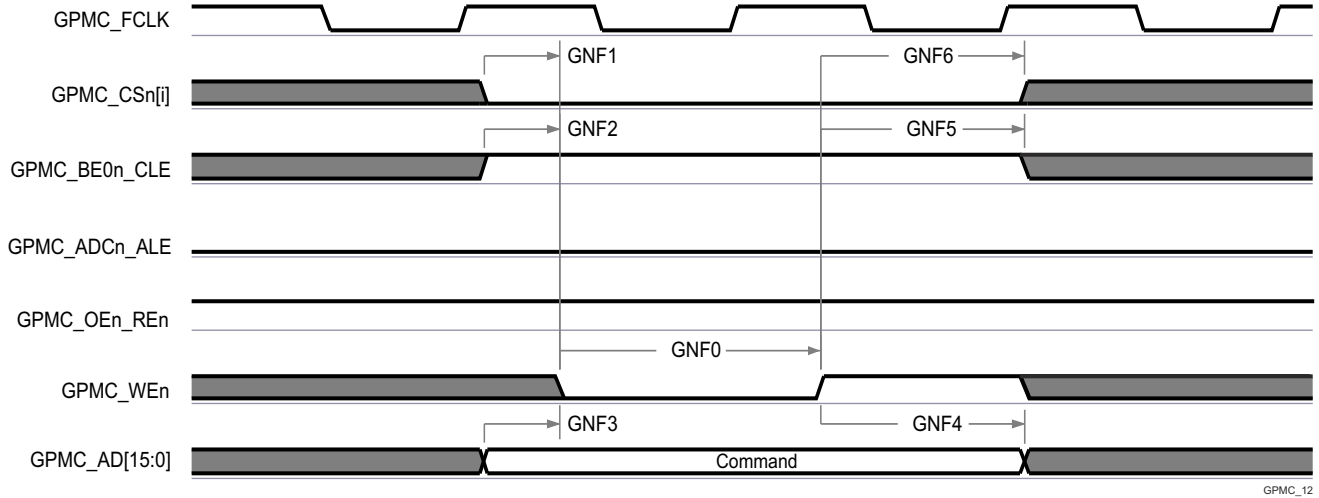 GPMC_FCLK
GNF1
GNF6
GPMC_CSn[i]
GNF2
GNF5
GPMC_BE0n_CLE
GPMC_ADCn_ALE
GPMC_OEn_REn
GNF0
GPMC_WEn
GNF3
GNF4
GPMC_AD[15:0]
Command
GPMC_12